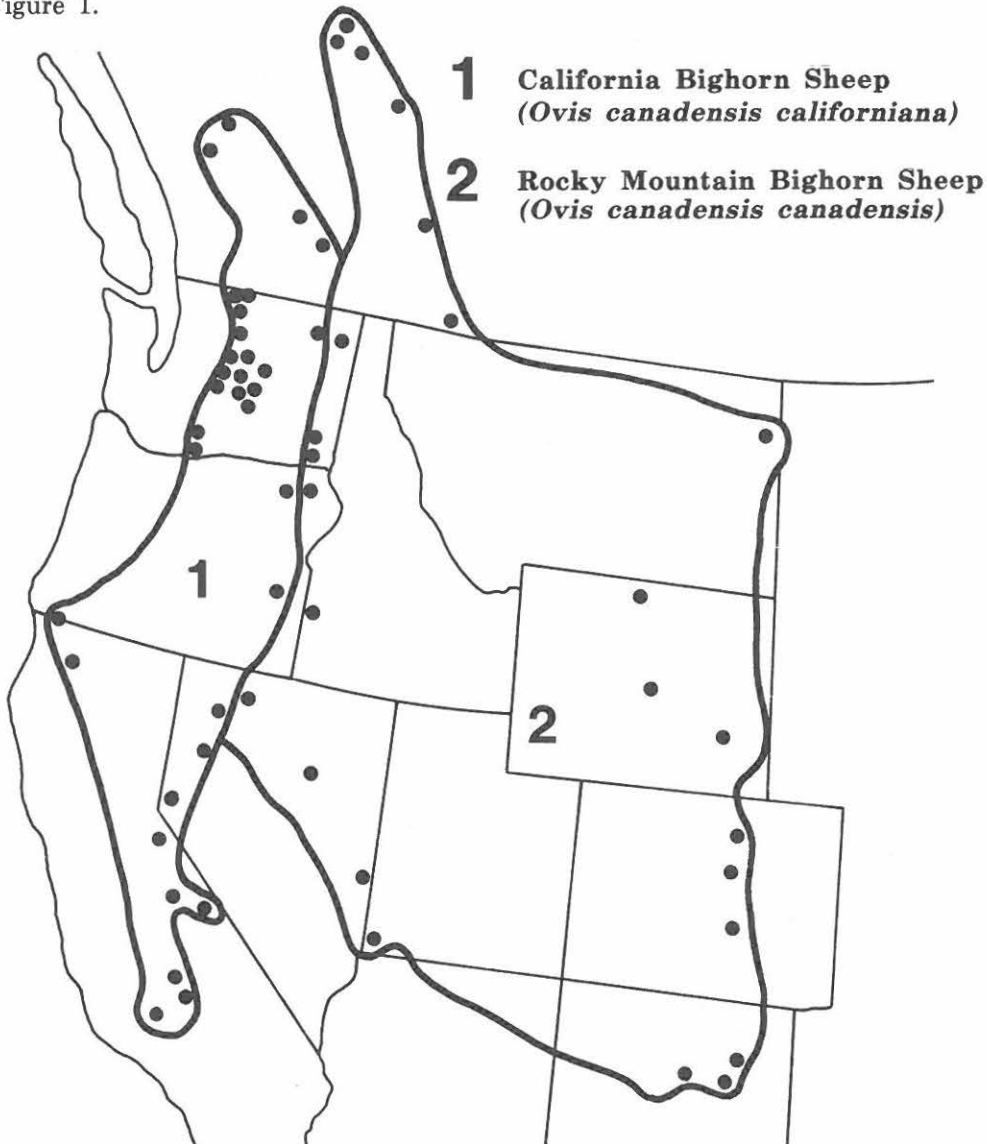 igure 1.
1 California Bighorn Sheep
(Ovis canadensis californiana)
2 Rocky Mountain Bighorn Sheep
(Ovis canadensis canadensis)
1
2